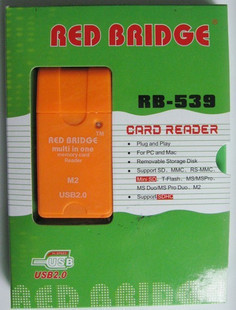 RED BRIDGE®
RB-539
CARD READER
RED BRIDGE™
multi in one
memory card
Reader
M2
USB2.0
• Plug and Play
• For PC and Mac
• Removable Storage Disk
• Support SD、MMC、RS-MMC、
Mini SD、T-Flash、MS/MSPro、
MS Duo/MS Pro Duo、M2
• Support SDHC
USB
USB2.0
RED BRIDGE